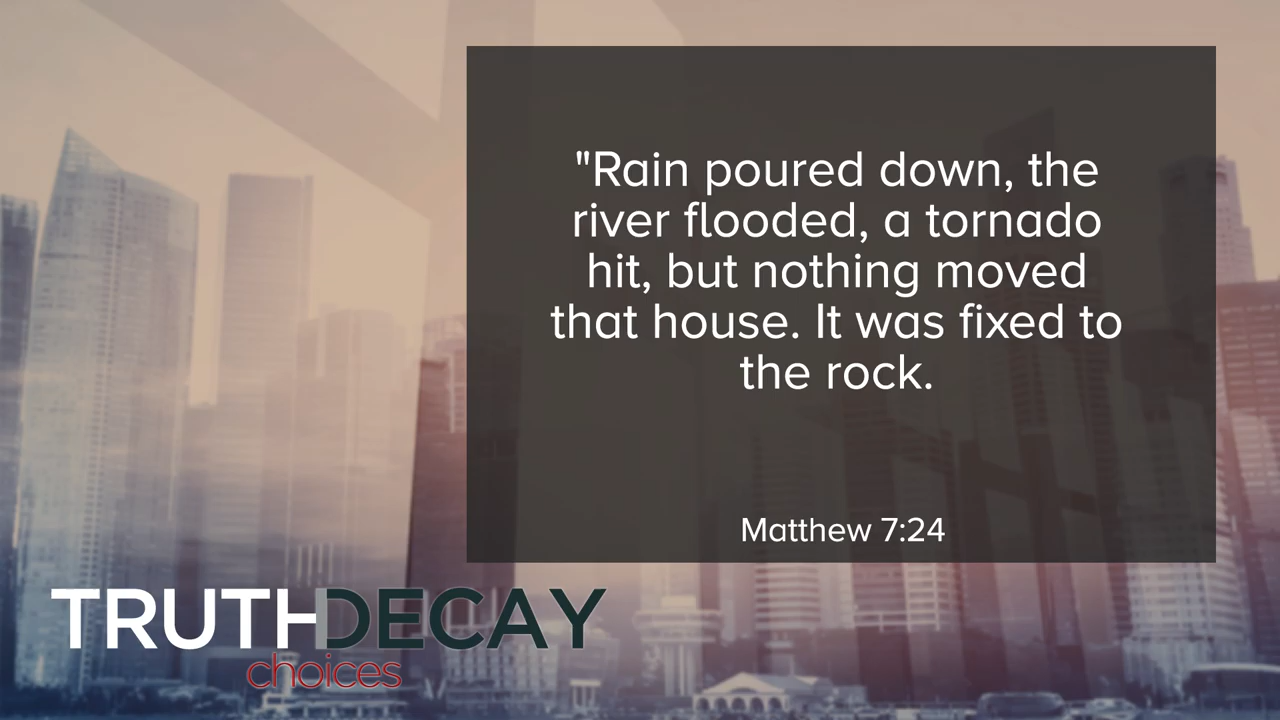 "Rain poured down, the
river flooded, a tornado
hit, but nothing moved
that house. It was fixed to
the rock.
Matthew 7:24
TRUTHDECAY
choices